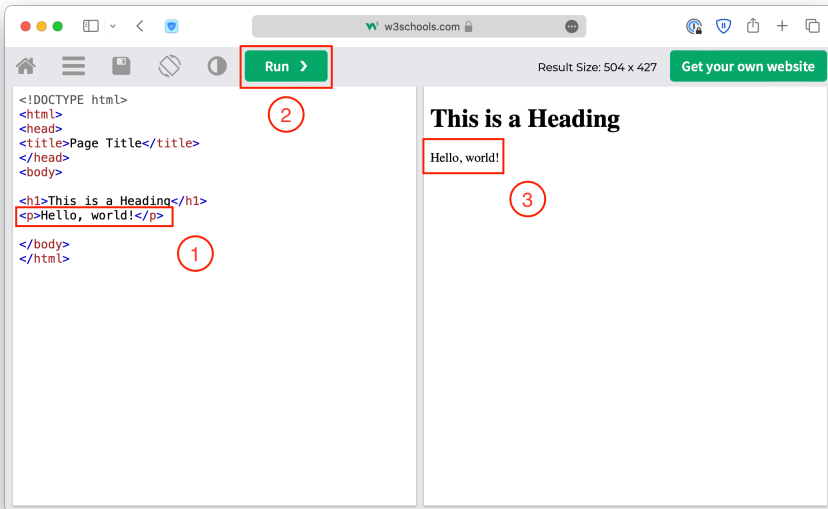 w3schools.com
Run ❯
Result Size: 504 x 427
Get your own website
2
<!DOCTYPE html>
<html>
<head>
<title>Page Title</title>
</head>
<body>
<h1>This is a Heading</h1>
<p>Hello, world!</p>
</body>
</html>
1
This is a Heading
Hello, world!
3